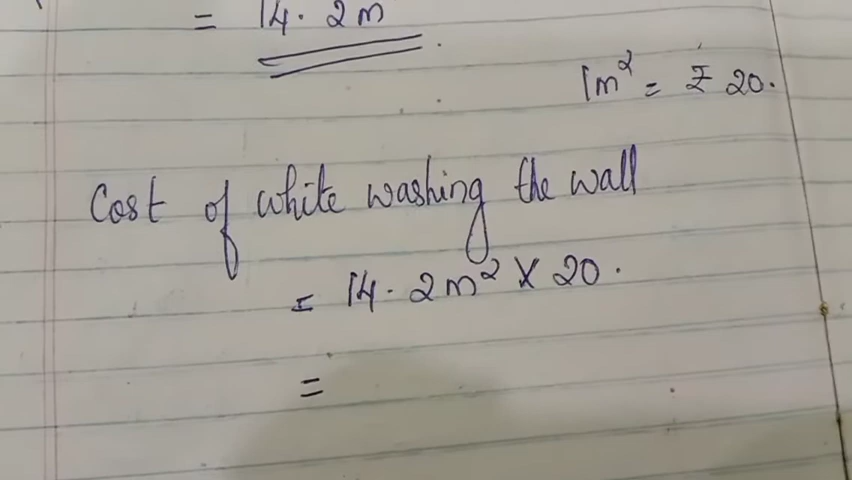 = 14.2m
1m² = ₹ 20.
Cost of white washing the wall
= 14.2m² × 20.
=